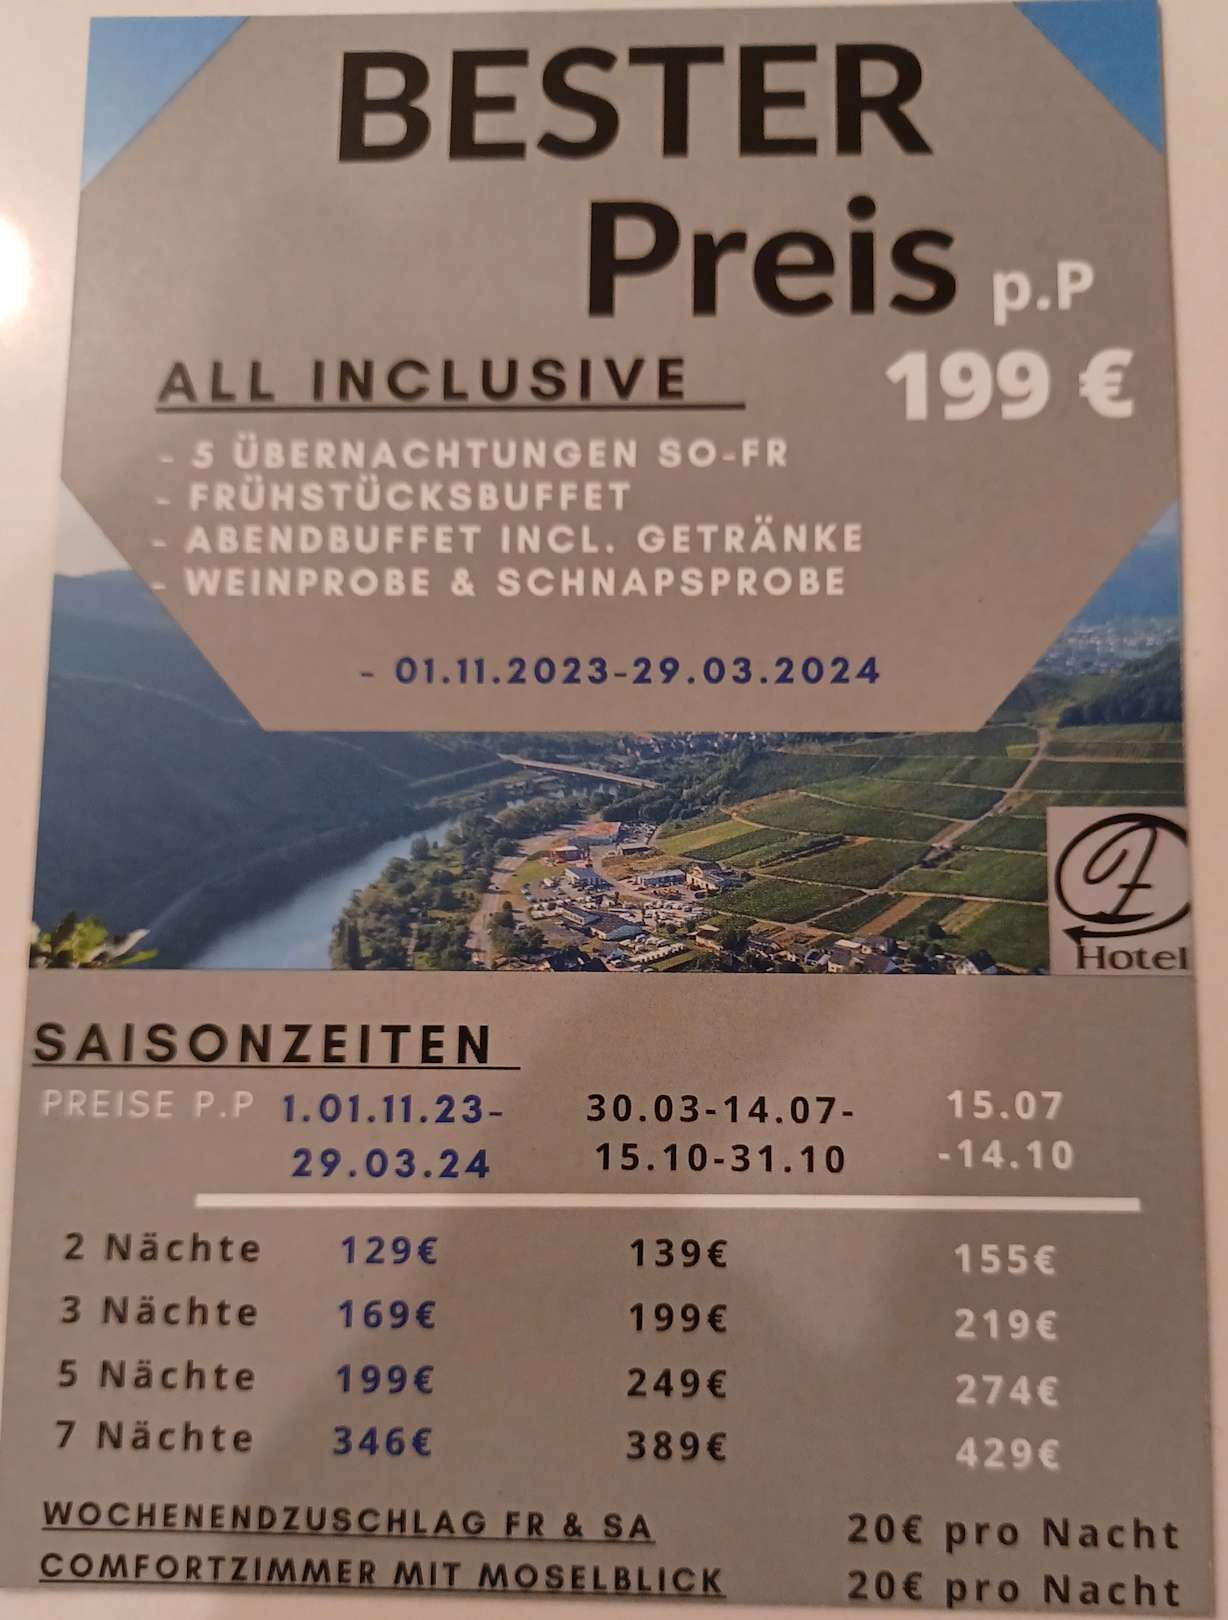 BESTER
Preis p.P
ALL INCLUSIVE 199 €
- 5 ÜBERNACHTUNGEN SO-FR
- FRÜHSTÜCKSBUFFET
- ABENDBUFFET INCL. GETRÄNKE
- WEINPROBE & SCHNAPSPROBE
- 01.11.2023-29.03.2024
Hotel
SAISONZEITEN
PREISE P.P 1.01.11.23- 30.03-14.07- 15.07
29.03.24 15.10-31.10 -14.10
2 Nächte 129€ 139€ 155€
3 Nächte 169€ 199€ 219€
5 Nächte 199€ 249€ 274€
7 Nächte 346€ 389€ 429€
WOCHENENDZUSCHLAG FR & SA 20€ pro Nacht
COMFORTZIMMER MIT MOSELBLICK 20€ pro Nacht